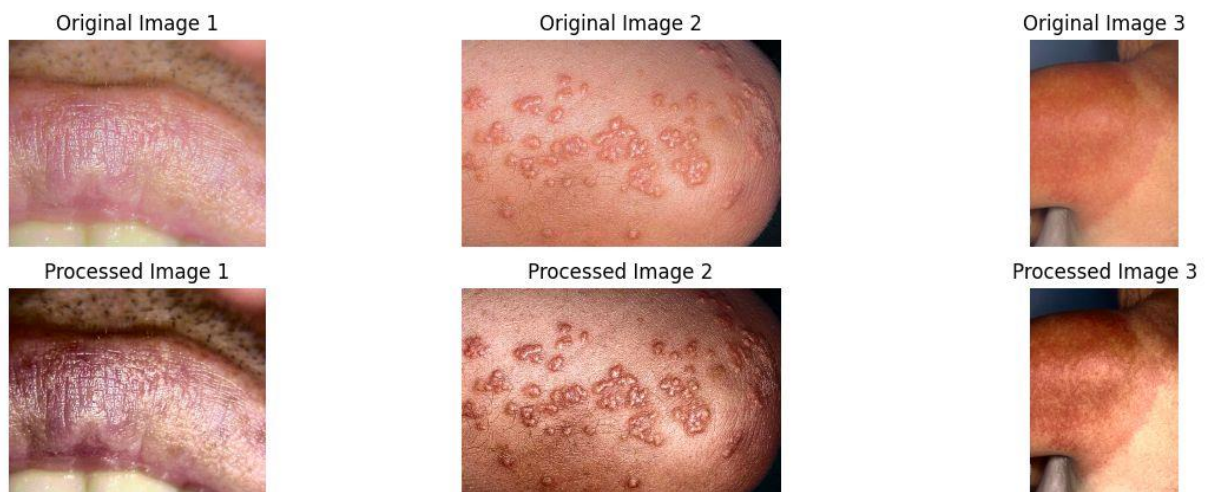 Original Image 1
Original Image 2
Original Image 3
Processed Image 1
Processed Image 2
Processed Image 3